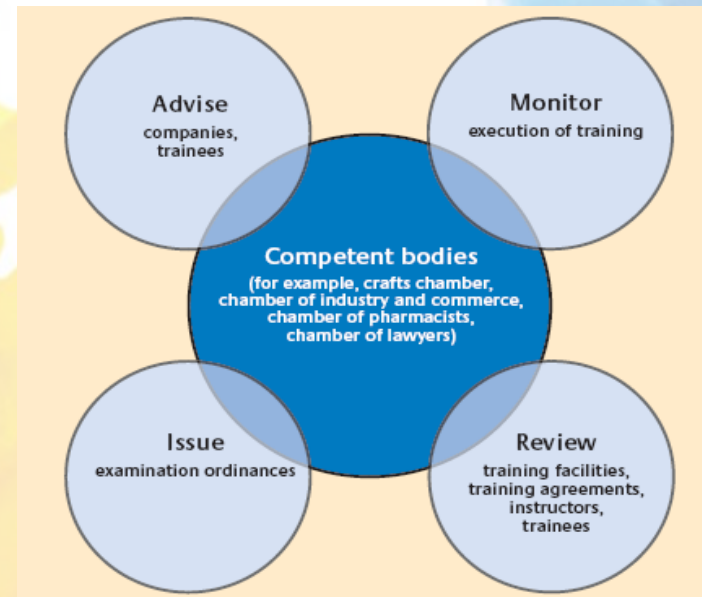 Advise
companies,
trainees
Monitor
execution of training
Competent bodies
(for example, crafts chamber,
chamber of industry and commerce,
chamber of pharmacists,
chamber of lawyers)
Issue
examination ordinances
Review
training facilities,
training agreements,
instructors,
trainees